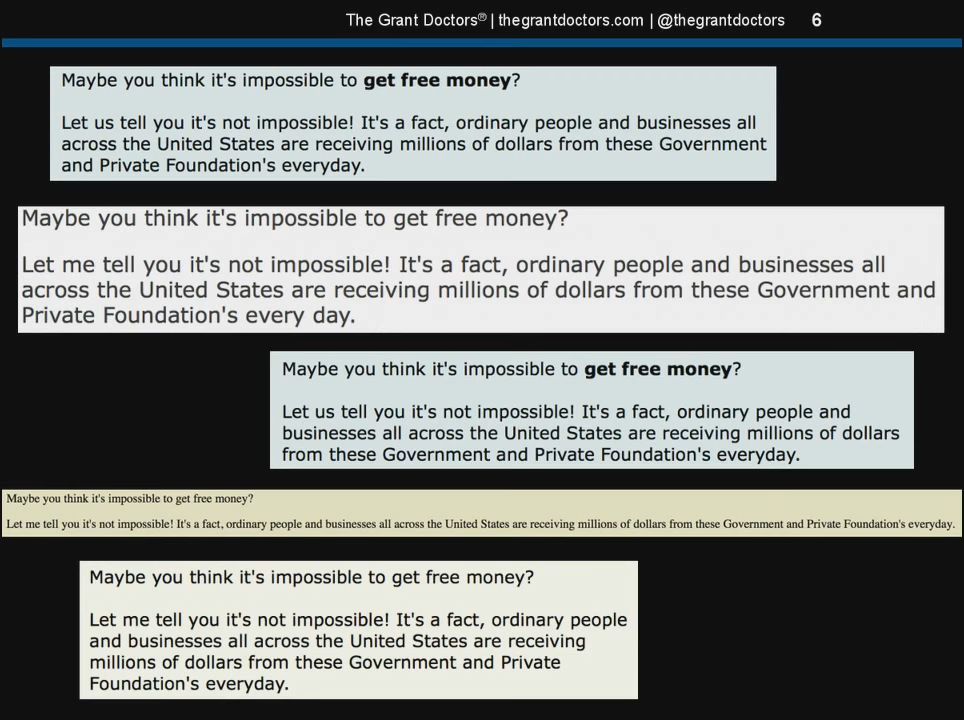 The Grant Doctors® | thegrantdoctors.com | @thegrantdoctors 6
Maybe you think it's impossible to get free money?
Let us tell you it's not impossible! It's a fact, ordinary people and businesses all
across the United States are receiving millions of dollars from these Government
and Private Foundation's everyday.
Maybe you think it's impossible to get free money?
Let me tell you it's not impossible! It's a fact, ordinary people and businesses all
across the United States are receiving millions of dollars from these Government and
Private Foundation's every day.
Maybe you think it's impossible to get free money?
Let us tell you it's not impossible! It's a fact, ordinary people and
businesses all across the United States are receiving millions of dollars
from these Government and Private Foundation's everyday.
Maybe you think it's impossible to get free money?
Let me tell you it's not impossible! It's a fact, ordinary people and businesses all across the United States are receiving millions of dollars from these Government and Private Foundation's everyday.
Maybe you think it's impossible to get free money?
Let me tell you it's not impossible! It's a fact, ordinary people
and businesses all across the United States are receiving
millions of dollars from these Government and Private
Foundation's everyday.